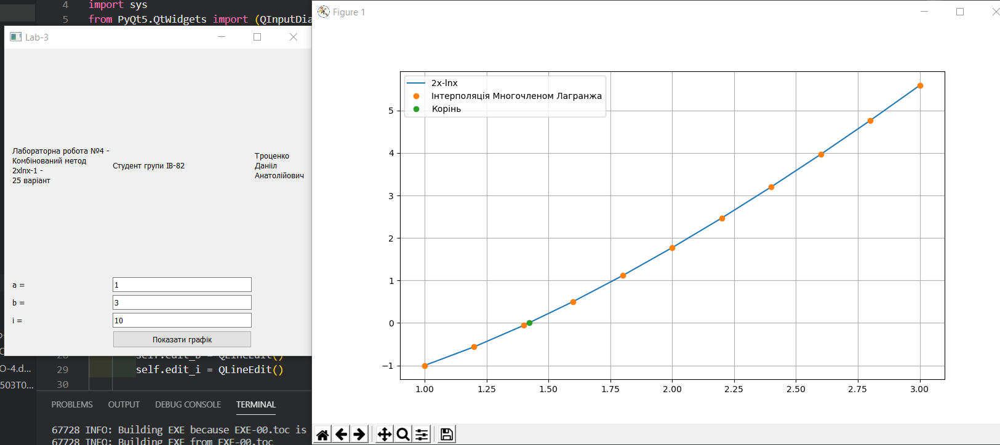 4 import sys
5 from PyQt5.QtWidgets import (QInputDia
Lab-3
Лабораторна робота №4 -
Комбінований метод
2xlnx-1 -
25 варіант
Студент групи ІВ-82
Троценко
Данііл
Анатолійович
a =
1
b =
3
i =
10
Показати графік
29 self.edit_i = QLineEdit()
30
O-4.d...
503T0...
PROBLEMS OUTPUT DEBUG CONSOLE TERMINAL
67728 INFO: Building EXE because EXE-00.toc is
67728 INFO: Building EXE from EXE-00.toc
Figure 1
2x-lnx
Інтерполяція Многочленом Лагранжа
Корінь
5
4
3
2
1
0
−1
1.00 1.25 1.50 1.75 2.00 2.25 2.50 2.75 3.00